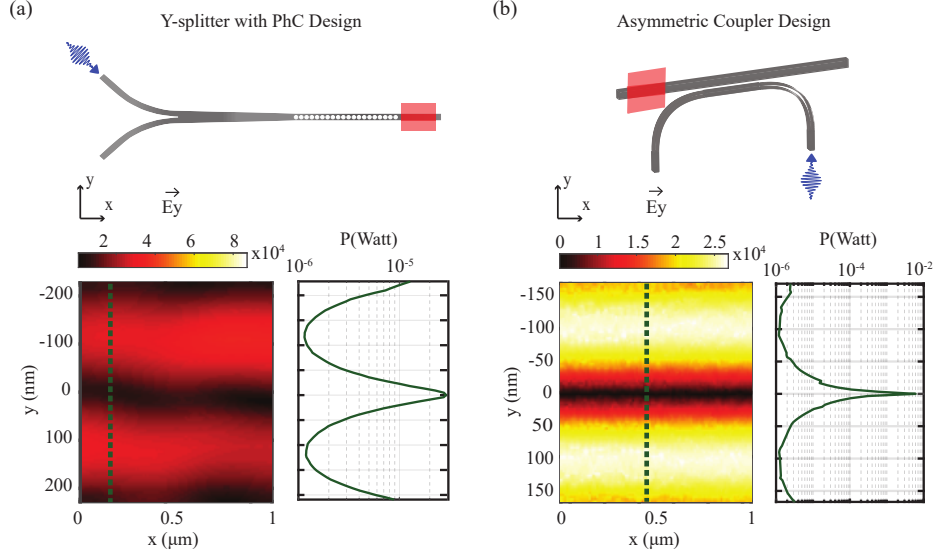 (a)
Y-splitter with PhC Design
y
x
Ey
2 4 6 8 x10^4
P(Watt)
10^-6 10^-5
-200
-100
0
100
200
y (nm)
0 0.5 1
x (μm)
(b)
Asymmetric Coupler Design
y
x
Ey
0 1 2 2.5 x10^4
P(Watt)
10^-6 10^-4 10^-2
-150
-100
-50
0
50
100
150
y (nm)
0 0.5 1
x (μm)